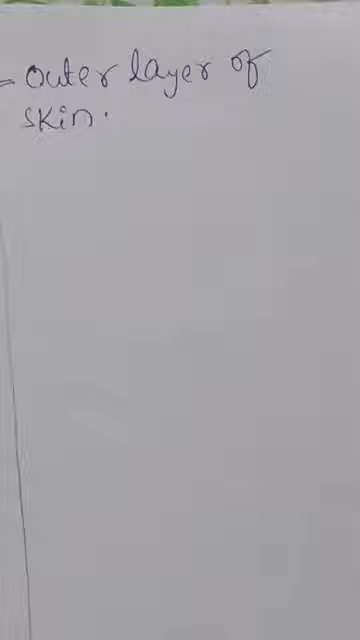 = outer layer of
skin.